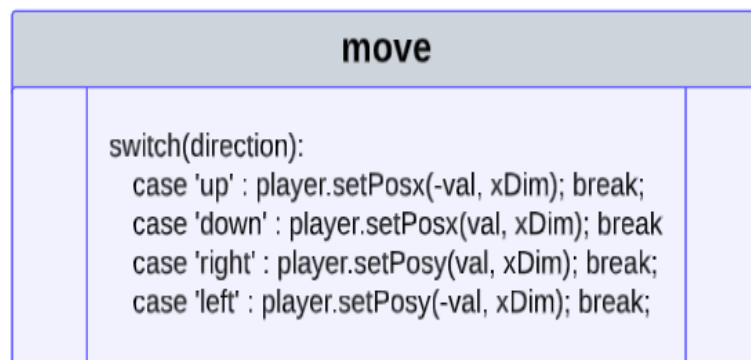 move
switch(direction):
case 'up' : player.setPosx(-val, xDim); break;
case 'down' : player.setPosx(val, xDim); break
case 'right' : player.setPosy(val, xDim); break;
case 'left' : player.setPosy(-val, xDim); break;